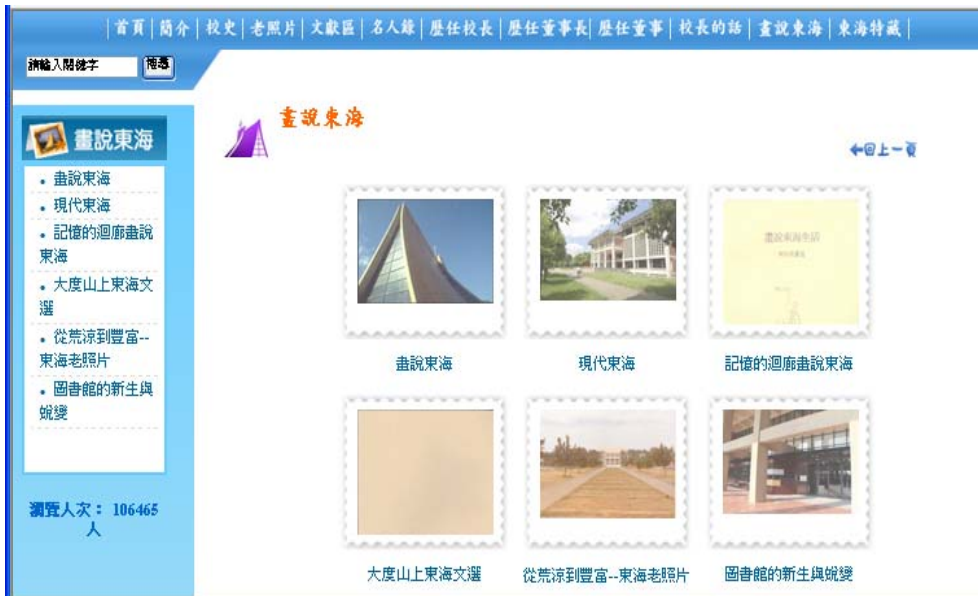 |首頁|簡介|校史|老照片|文獻區|名人錄|歷任校長|歷任董事長|歷任董事|校長的話|畫說東海|東海特藏|
請輸入關鍵字 搜尋
畫說東海
畫說東海
現代東海
記憶的迴廊畫說
東海
大度山上東海文
選
從荒涼到豐富--
東海老照片
圖書館的新生與
蛻變
瀏覽人次： 106465
人
畫說東海
回上一頁
畫說東海生活
畫說東海 現代東海 記憶的迴廊畫說東海
大度山上東海文選 從荒涼到豐富--東海老照片 圖書館的新生與蛻變